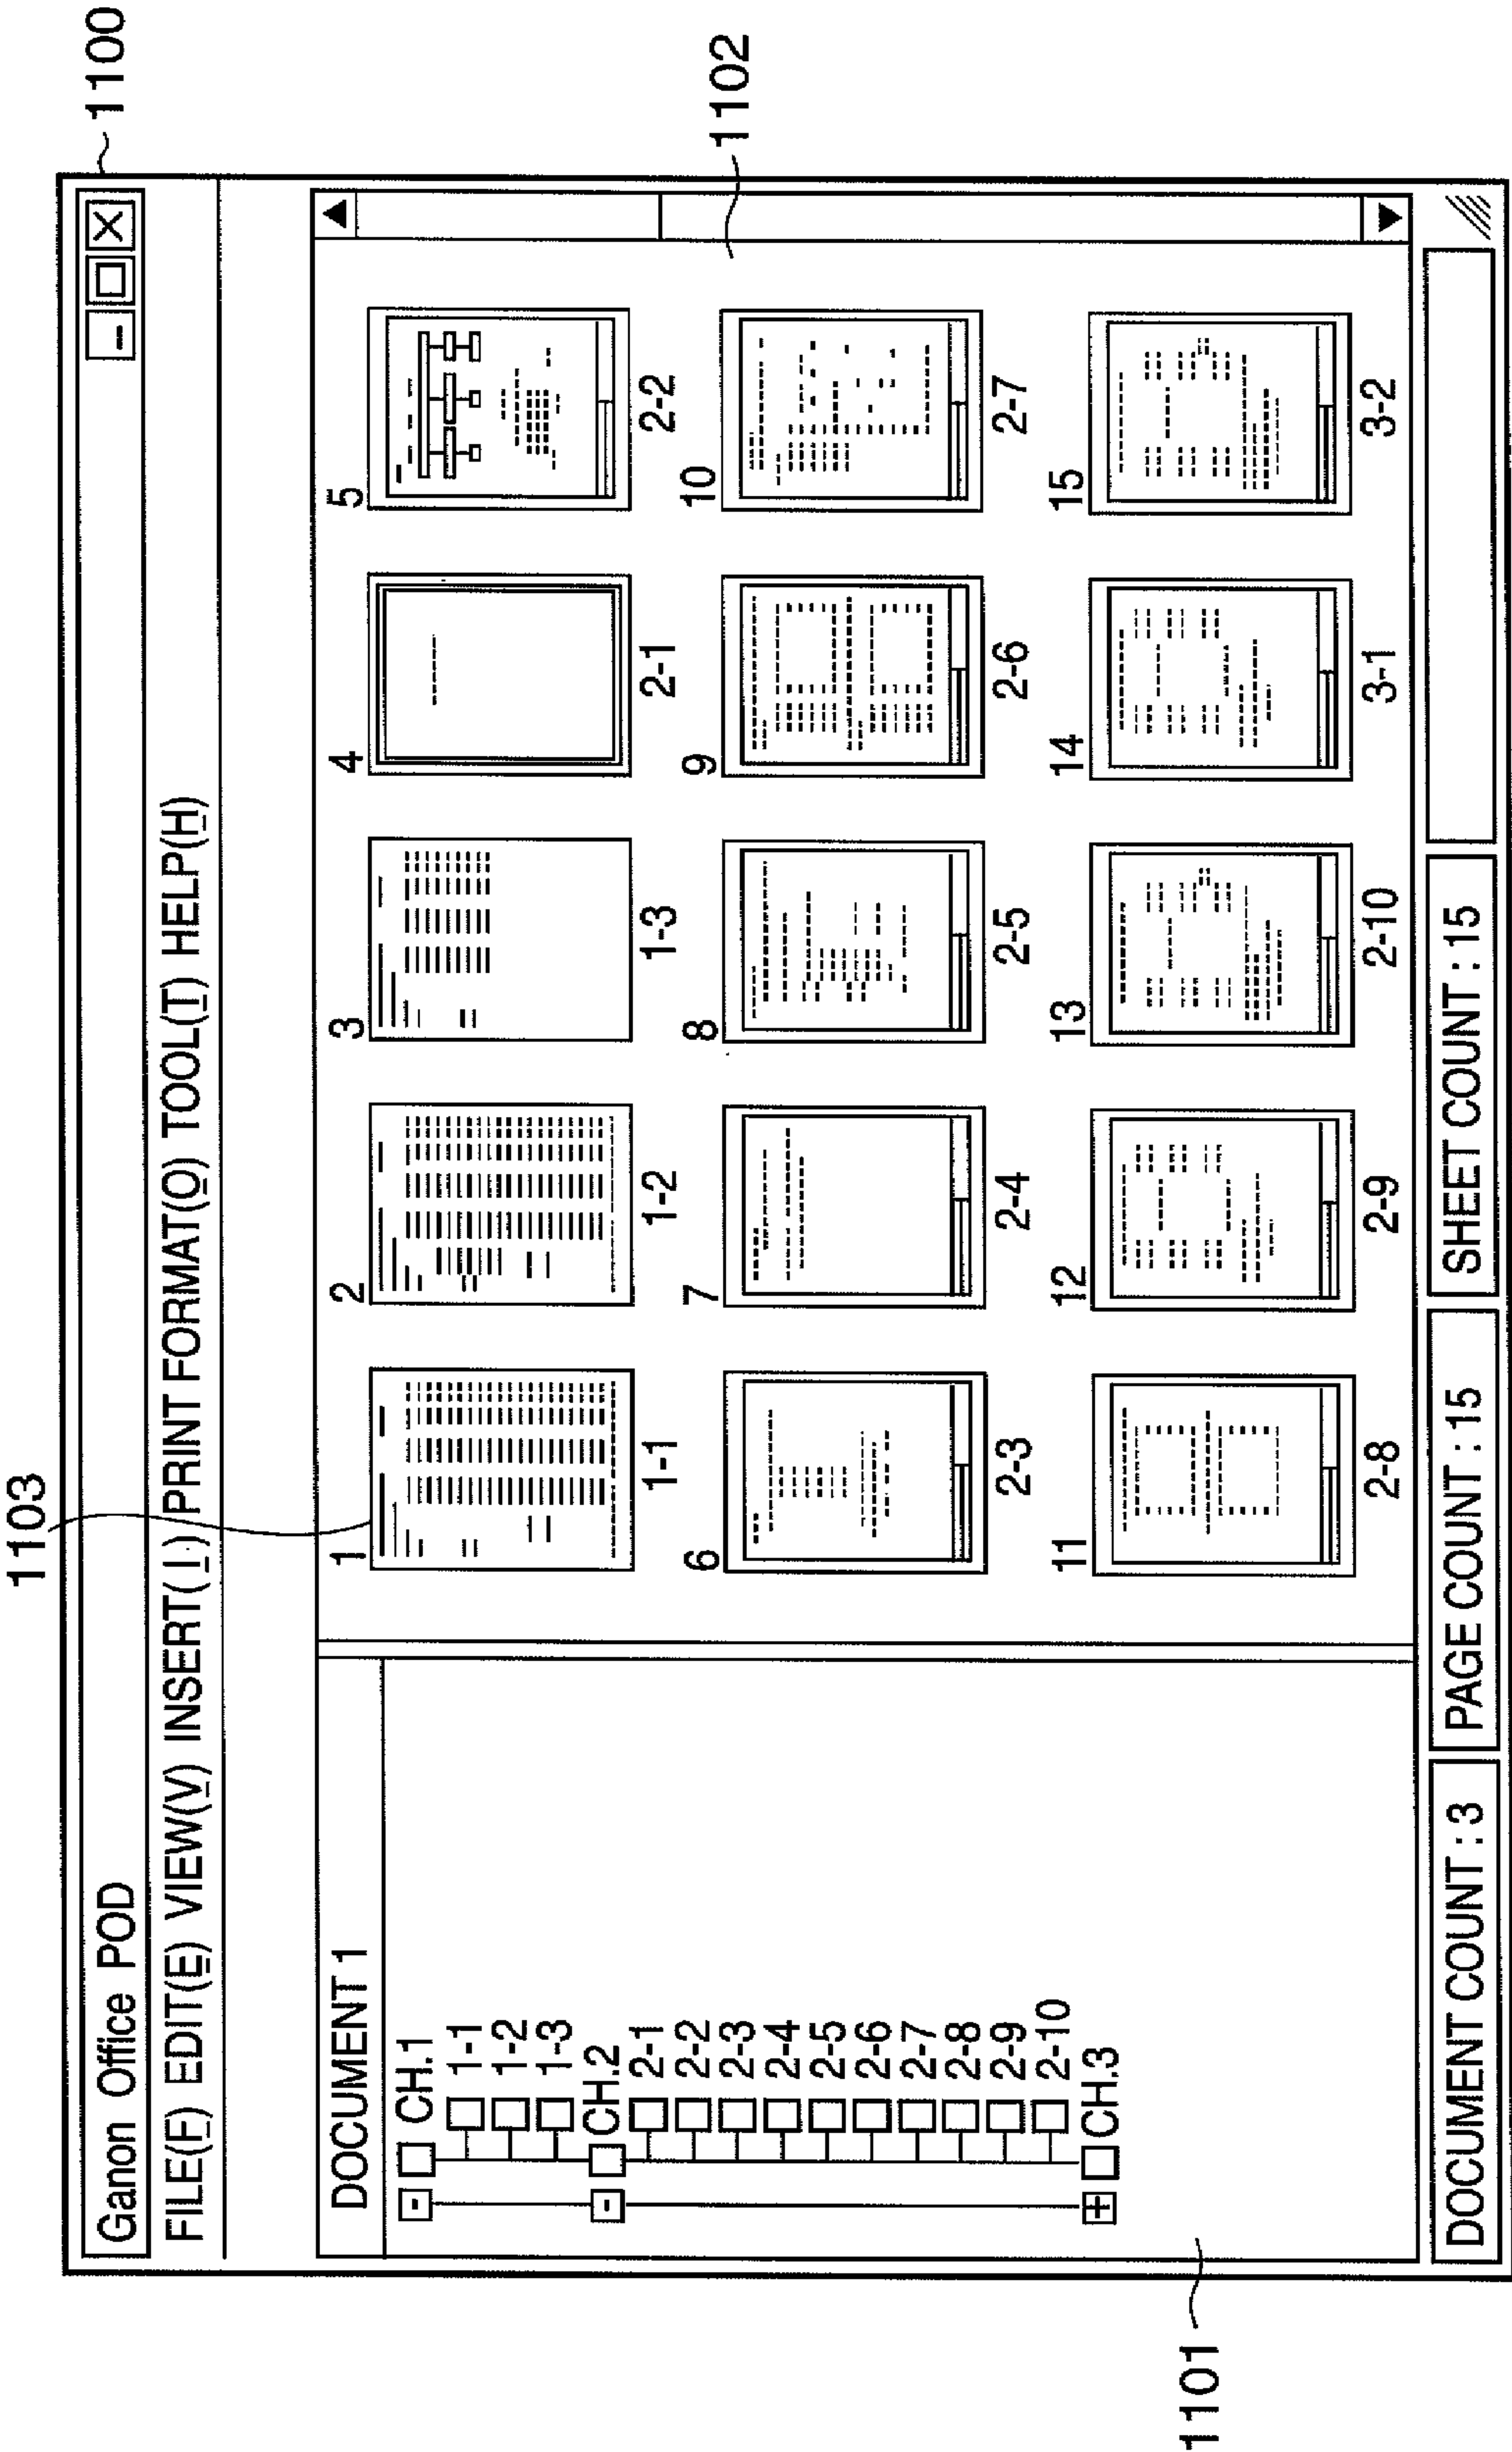 1103
1100
Ganon Office POD
FILE(F) EDIT(E) VIEW(V) INSERT(I) PRINT FORMAT(O) TOOL(T) HELP(H)
DOCUMENT 1
CH.1
1-1
1-2
1-3
CH.2
2-1
2-2
2-3
2-4
2-5
2-6
2-7
2-8
2-9
2-10
CH.3
1 2 3 4 5
1-1 1-2 1-3 2-1 2-2
6 7 8 9 10
2-3 2-4 2-5 2-6 2-7
11 12 13 14 15
2-8 2-9 2-10 3-1 3-2
1102
1101
DOCUMENT COUNT : 3 PAGE COUNT : 15 SHEET COUNT : 15